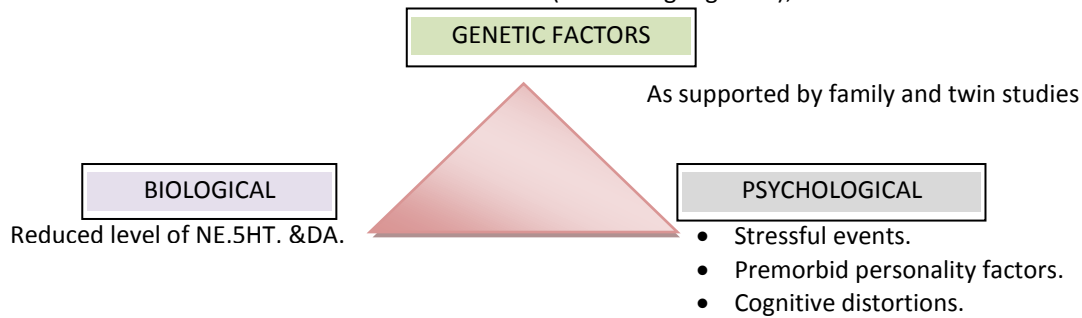 GENETIC FACTORS
As supported by family and twin studies
BIOLOGICAL
Reduced level of NE.5HT. &DA.
PSYCHOLOGICAL
• Stressful events.
• Premorbid personality factors.
• Cognitive distortions.